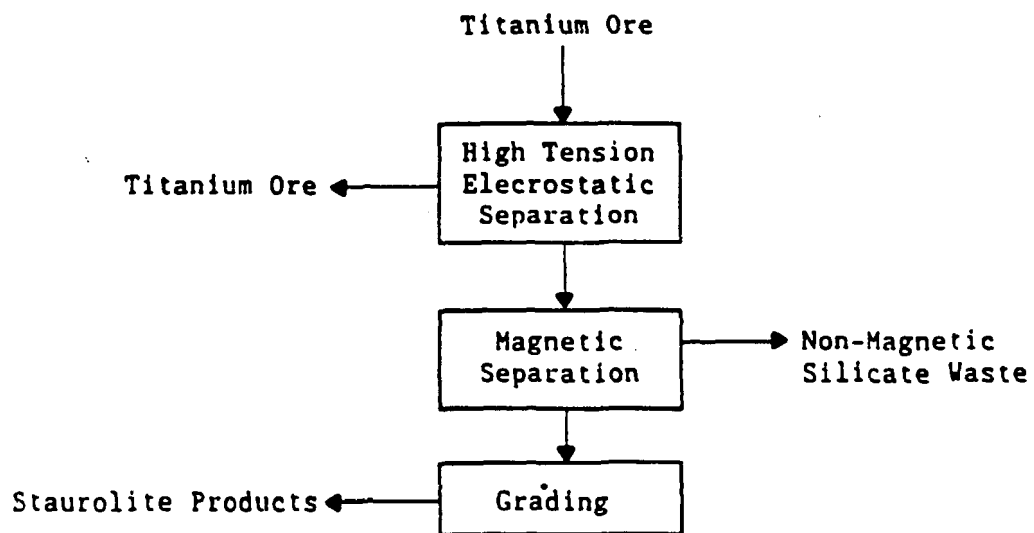 Titanium Ore
High Tension
Elecrostatic
Separation
Titanium Ore
Magnetic
Separation
Non-Magnetic
Silicate Waste
Grading
Staurolite Products